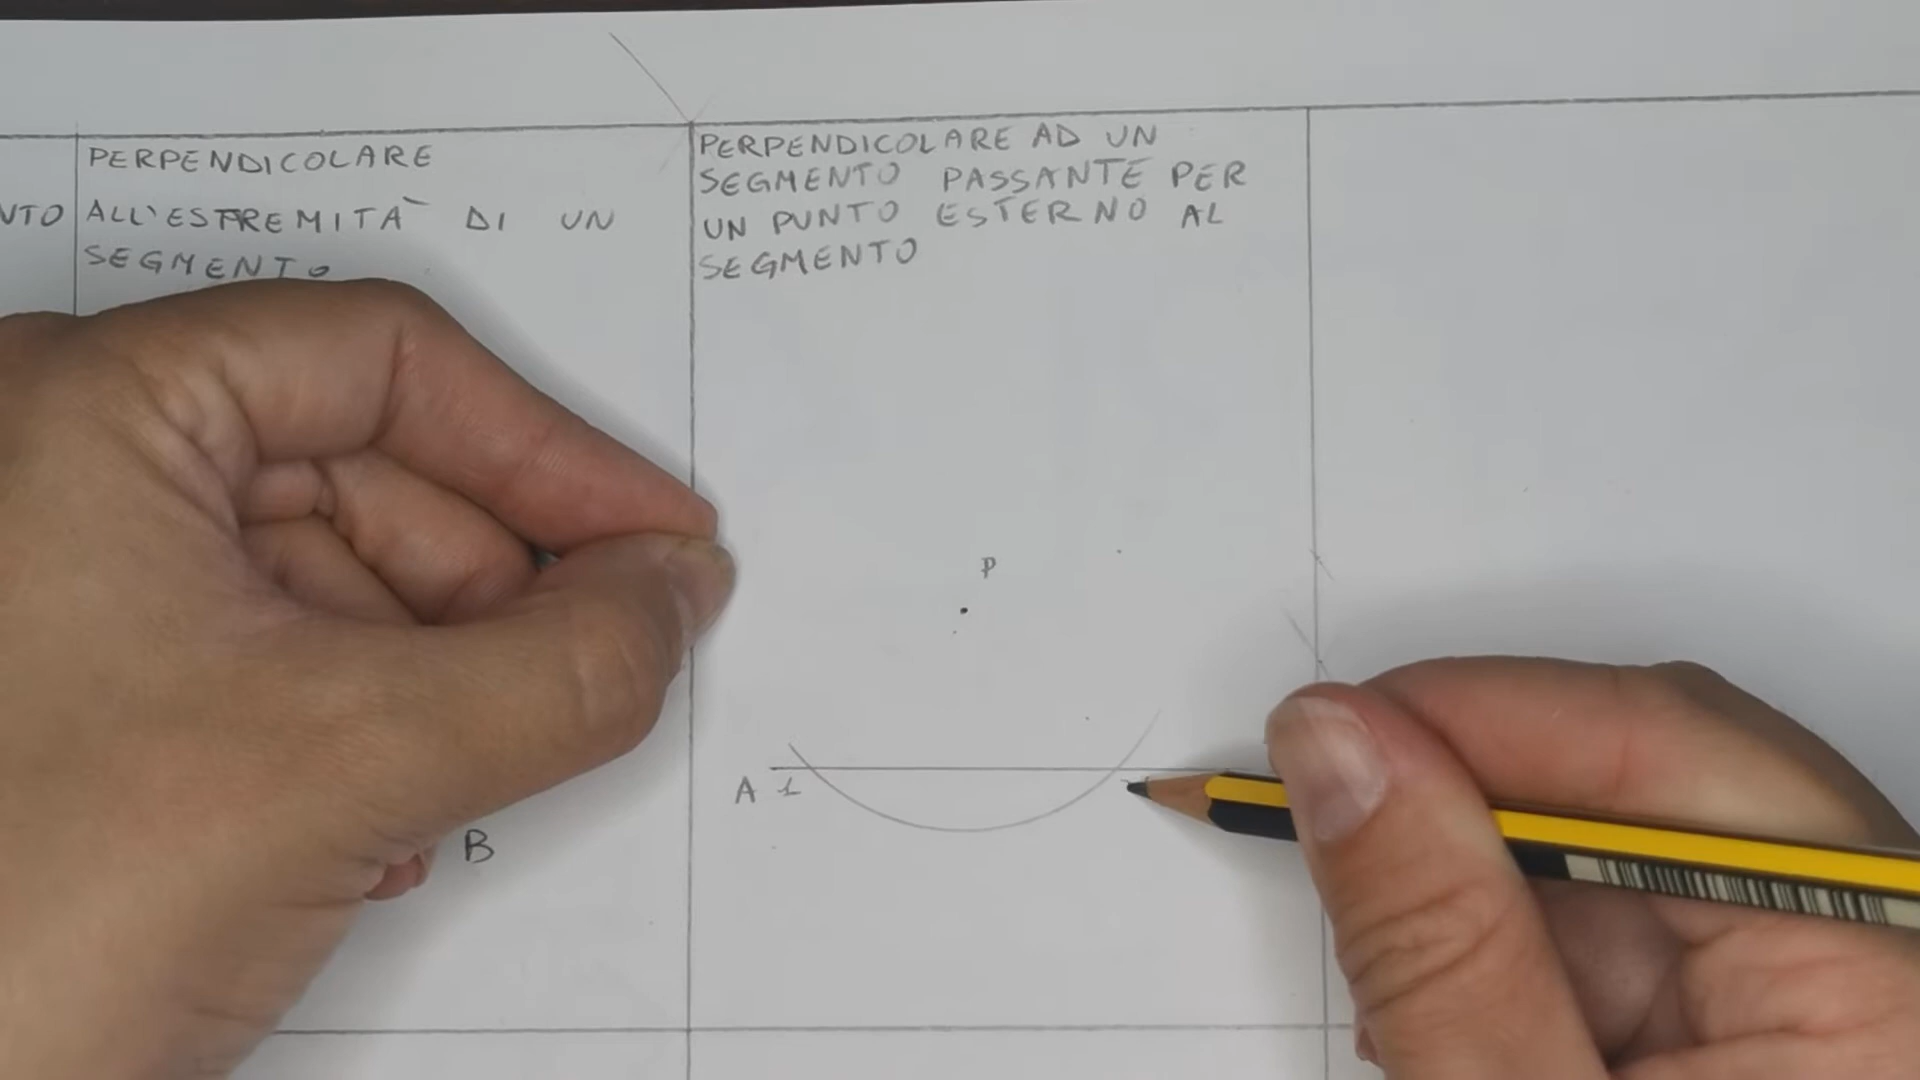 NTO
PERPENDICOLARE
ALL'ESTREMITÀ DI UN
SEGMENTO
B
PERPENDICOLARE AD UN
SEGMENTO PASSANTE PER
UN PUNTO ESTERNO AL
SEGMENTO
P
A 1